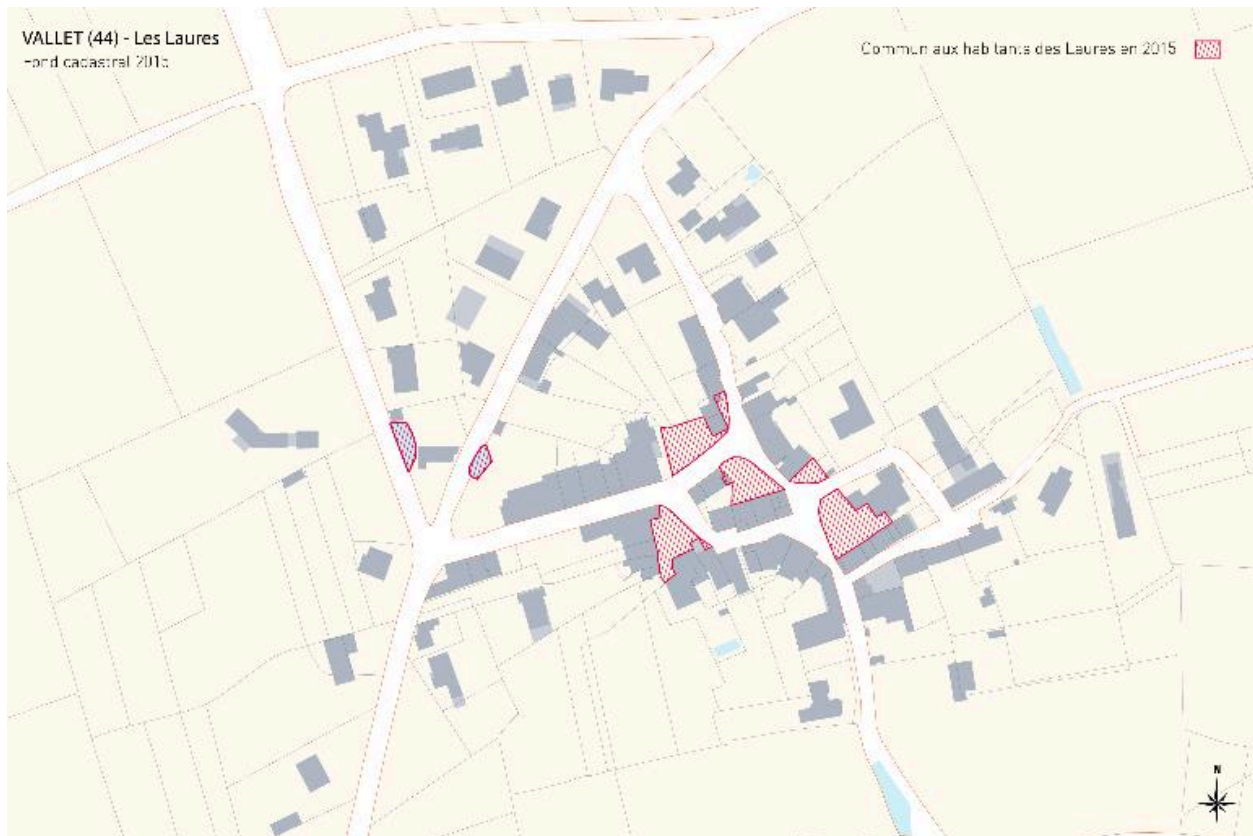 VALLET (44) - Les Laures
Fond cadastral 2015
Commun aux habitants des Laures en 2015
N